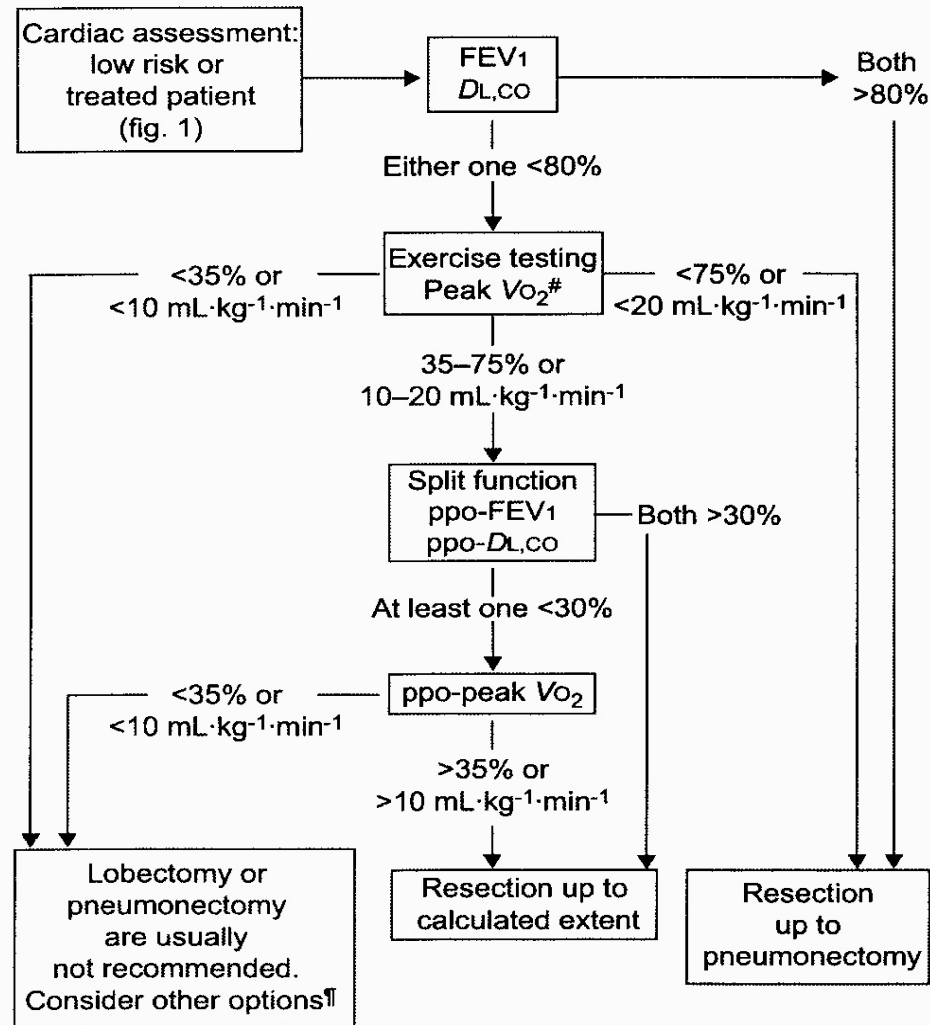 Cardiac assessment:
low risk or
treated patient
(fig. 1)
FEV1
DL,CO
Both
>80%
Either one <80%
Exercise testing
Peak VO2#
<35% or
<10 mL·kg-1·min-1
<75% or
<20 mL·kg-1·min-1
35–75% or
10–20 mL·kg-1·min-1
Split function
ppo-FEV1
ppo-DL,CO
Both >30%
At least one <30%
ppo-peak VO2
<35% or
<10 mL·kg-1·min-1
>35% or
>10 mL·kg-1·min-1
Lobectomy or
pneumonectomy
are usually
not recommended.
Consider other options¶
Resection up to
calculated extent
Resection
up to
pneumonectomy